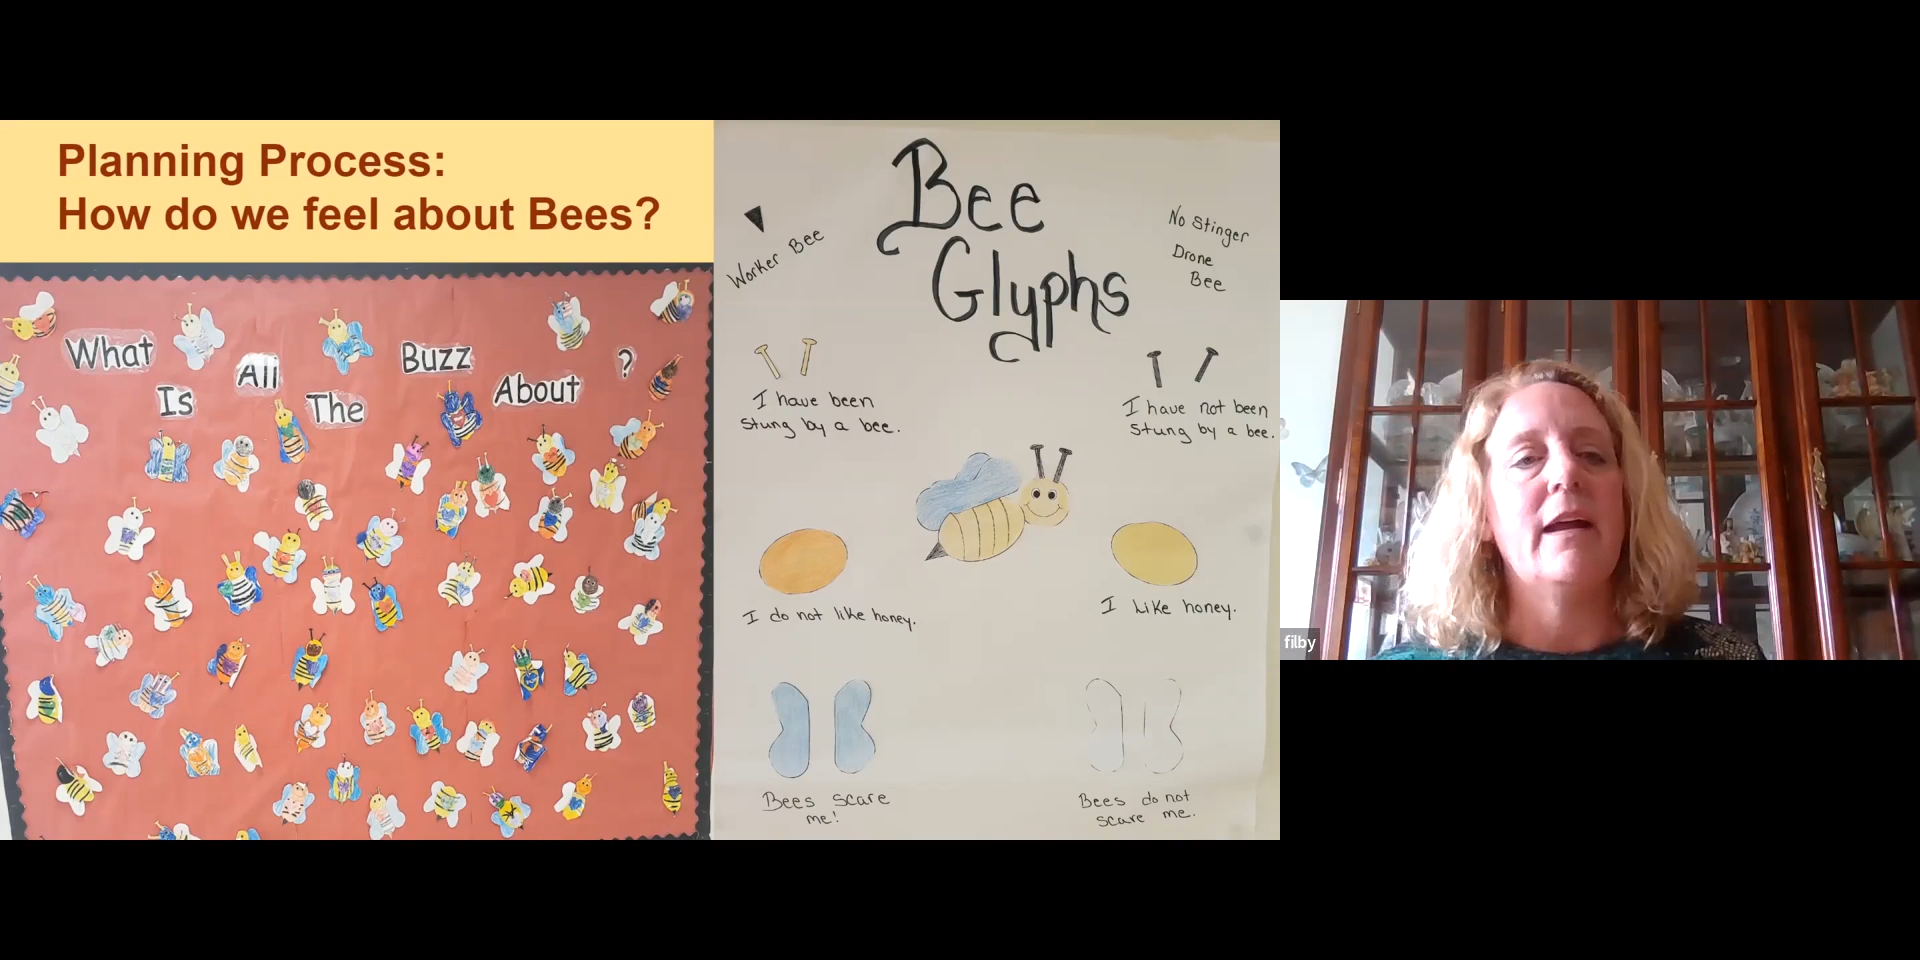 Planning Process:
How do we feel about Bees?
What Is All The Buzz About ?
Bee
Glyphs
Worker Bee
No Stinger
Drone
Bee
I have been
stung by a bee.
I have not been
stung by a bee.
I do not like honey.
I like honey.
Bees scare
me!
Bees do not
scare me.
filby